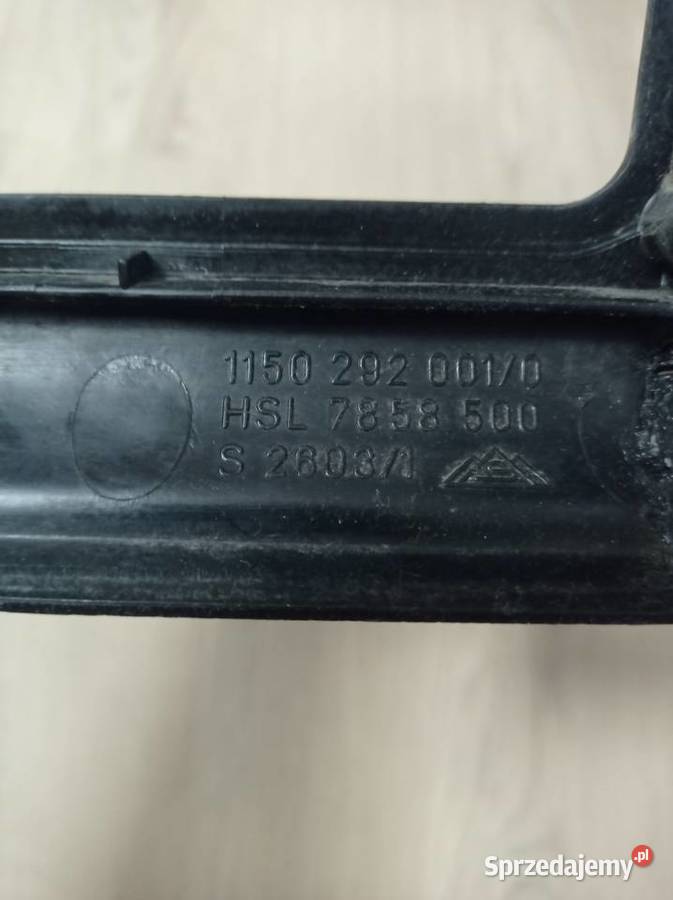 1150 292 001/0
HSL 7858 500
S 2603/1
Sprzedajemy.pl